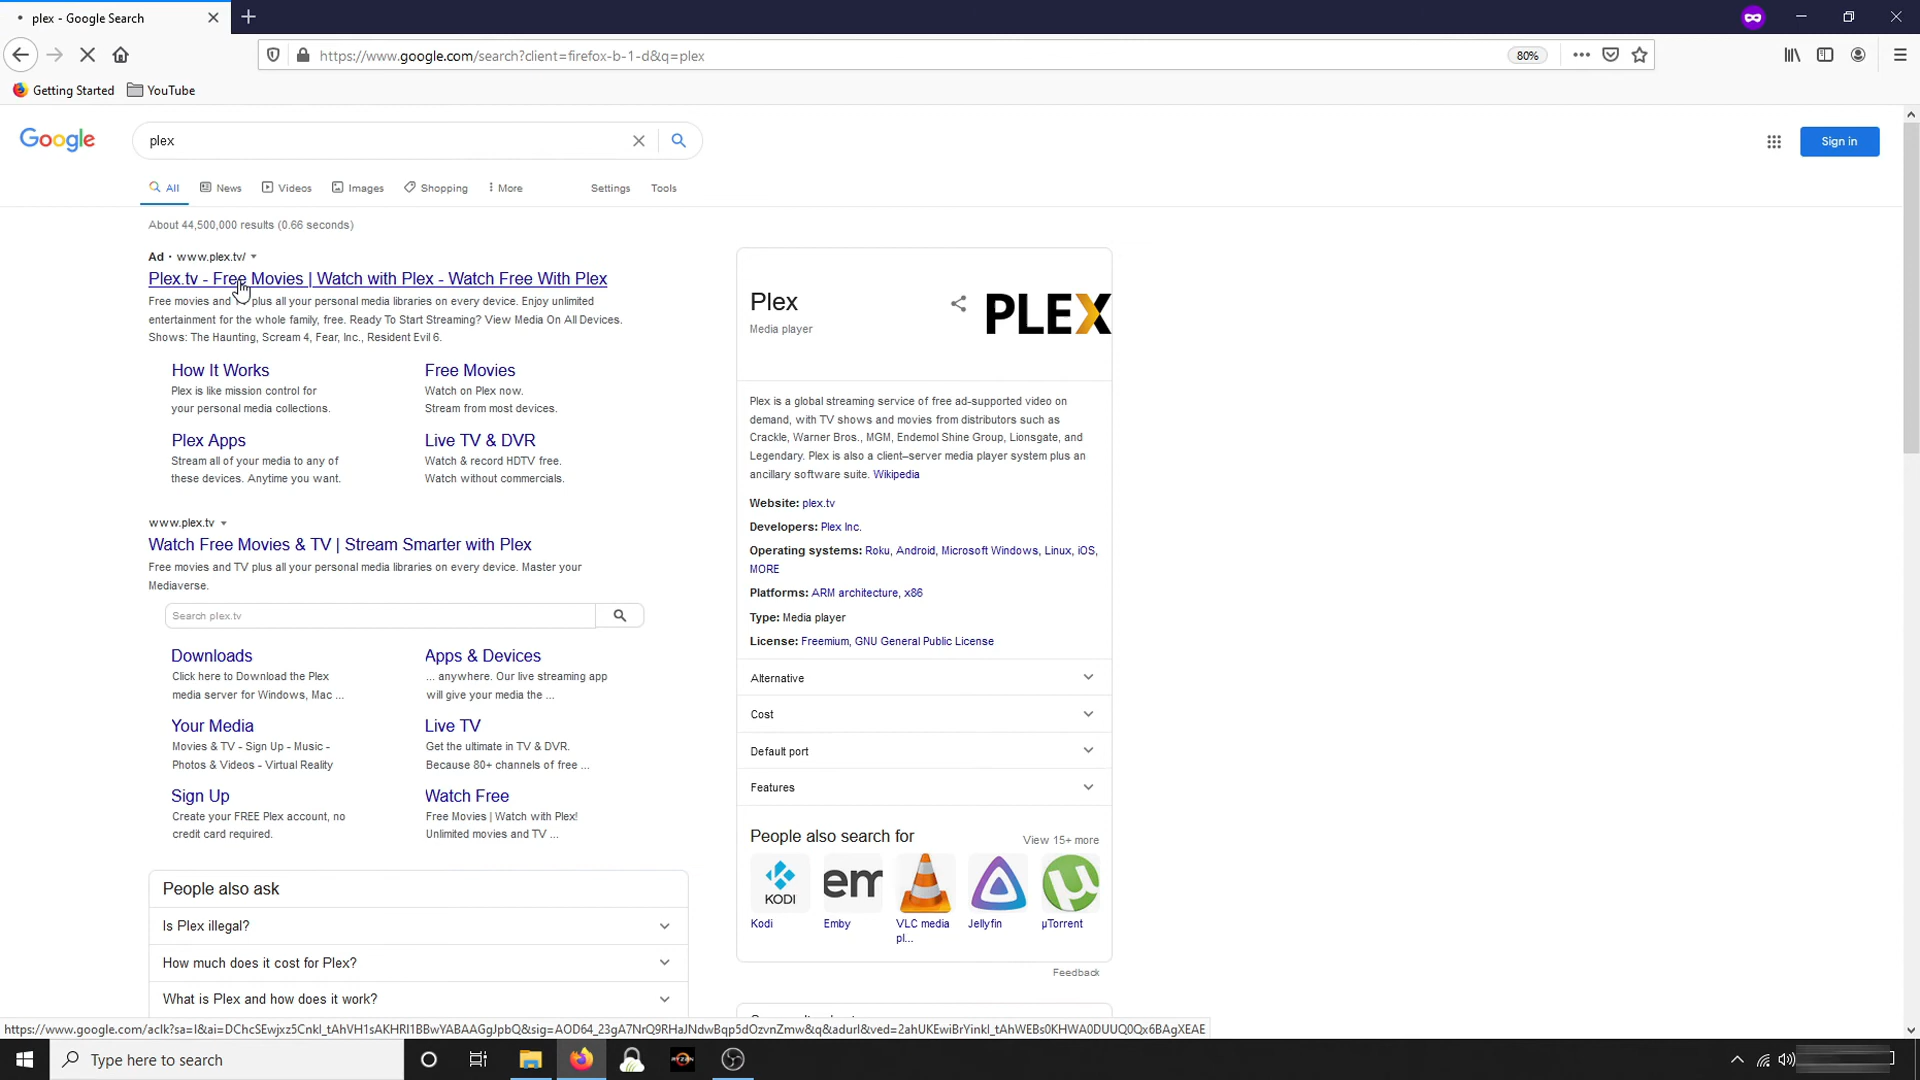 plex - Google Search
https://www.google.com/search?client=firefox-b-1-d&q=plex
80%
Getting Started
YouTube
Google
plex
Sign in
All
News
Videos
Images
Shopping
More
Settings
Tools
About 44,500,000 results (0.66 seconds)
Ad · www.plex.tv/
Plex.tv - Free Movies | Watch with Plex - Watch Free With Plex
Free movies and TV plus all your personal media libraries on every device. Enjoy unlimited
entertainment for the whole family, free. Ready To Start Streaming? View Media On All Devices.
Shows: The Haunting, Scream 4, Fear, Inc., Resident Evil 6.
How It Works
Plex is like mission control for
your personal media collections.
Free Movies
Watch on Plex now.
Stream from most devices.
Plex Apps
Stream all of your media to any of
these devices. Anytime you want.
Live TV & DVR
Watch & record HDTV free.
Watch without commercials.
www.plex.tv
Watch Free Movies & TV | Stream Smarter with Plex
Free movies and TV plus all your personal media libraries on every device. Master your
Mediaverse.
Search plex.tv
Downloads
Click here to Download the Plex
media server for Windows, Mac ...
Apps & Devices
... anywhere. Our live streaming app
will give your media the ...
Your Media
Movies & TV - Sign Up - Music -
Photos & Videos - Virtual Reality
Live TV
Get the ultimate in TV & DVR.
Because 80+ channels of free ...
Sign Up
Create your FREE Plex account, no
credit card required.
Watch Free
Free Movies | Watch with Plex!
Unlimited movies and TV ...
People also ask
Is Plex illegal?
How much does it cost for Plex?
What is Plex and how does it work?
Plex
Media player
PLEX
Plex is a global streaming service of free ad-supported video on
demand, with TV shows and movies from distributors such as
Crackle, Warner Bros., MGM, Endemol Shine Group, Lionsgate, and
Legendary. Plex is also a client–server media player system plus an
ancillary software suite. Wikipedia
Website: plex.tv
Developers: Plex Inc.
Operating systems: Roku, Android, Microsoft Windows, Linux, iOS,
MORE
Platforms: ARM architecture, x86
Type: Media player
License: Freemium, GNU General Public License
Alternative
Cost
Default port
Features
People also search for
View 15+ more
KODI
em
Kodi
Emby
VLC media
pl...
Jellyfin
µTorrent
Feedback
Type here to search
RYZEN